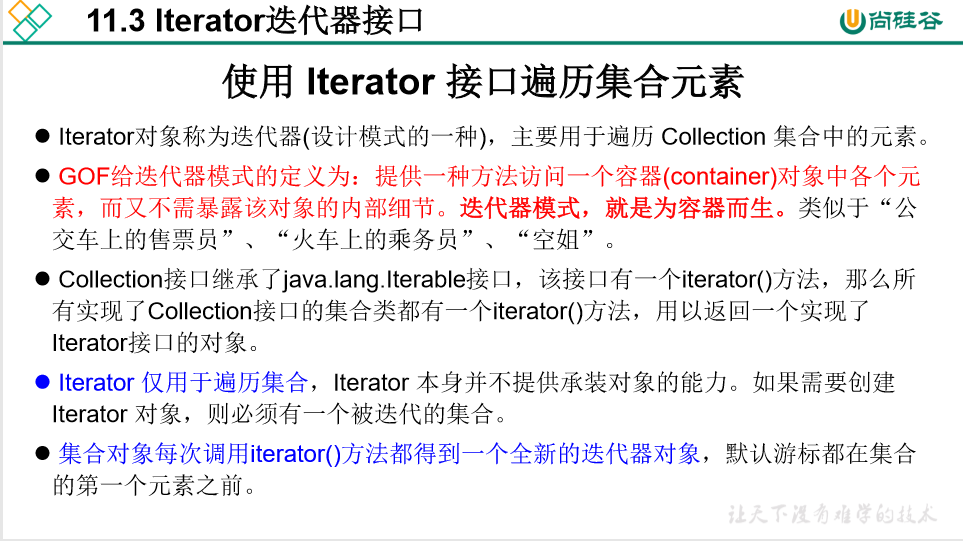 11.3 Iterator迭代器接口
尚硅谷
使用 Iterator 接口遍历集合元素
● Iterator对象称为迭代器(设计模式的一种)，主要用于遍历 Collection 集合中的元素。
● GOF给迭代器模式的定义为：提供一种方法访问一个容器(container)对象中各个元
素，而又不需暴露该对象的内部细节。迭代器模式，就是为容器而生。类似于“公
交车上的售票员”、“火车上的乘务员”、“空姐”。
● Collection接口继承了java.lang.Iterable接口，该接口有一个iterator()方法，那么所
有实现了Collection接口的集合类都有一个iterator()方法，用以返回一个实现了
Iterator接口的对象。
● Iterator 仅用于遍历集合，Iterator 本身并不提供承装对象的能力。如果需要创建
Iterator 对象，则必须有一个被迭代的集合。
● 集合对象每次调用iterator()方法都得到一个全新的迭代器对象，默认游标都在集合
的第一个元素之前。
让天下没有难学的技术